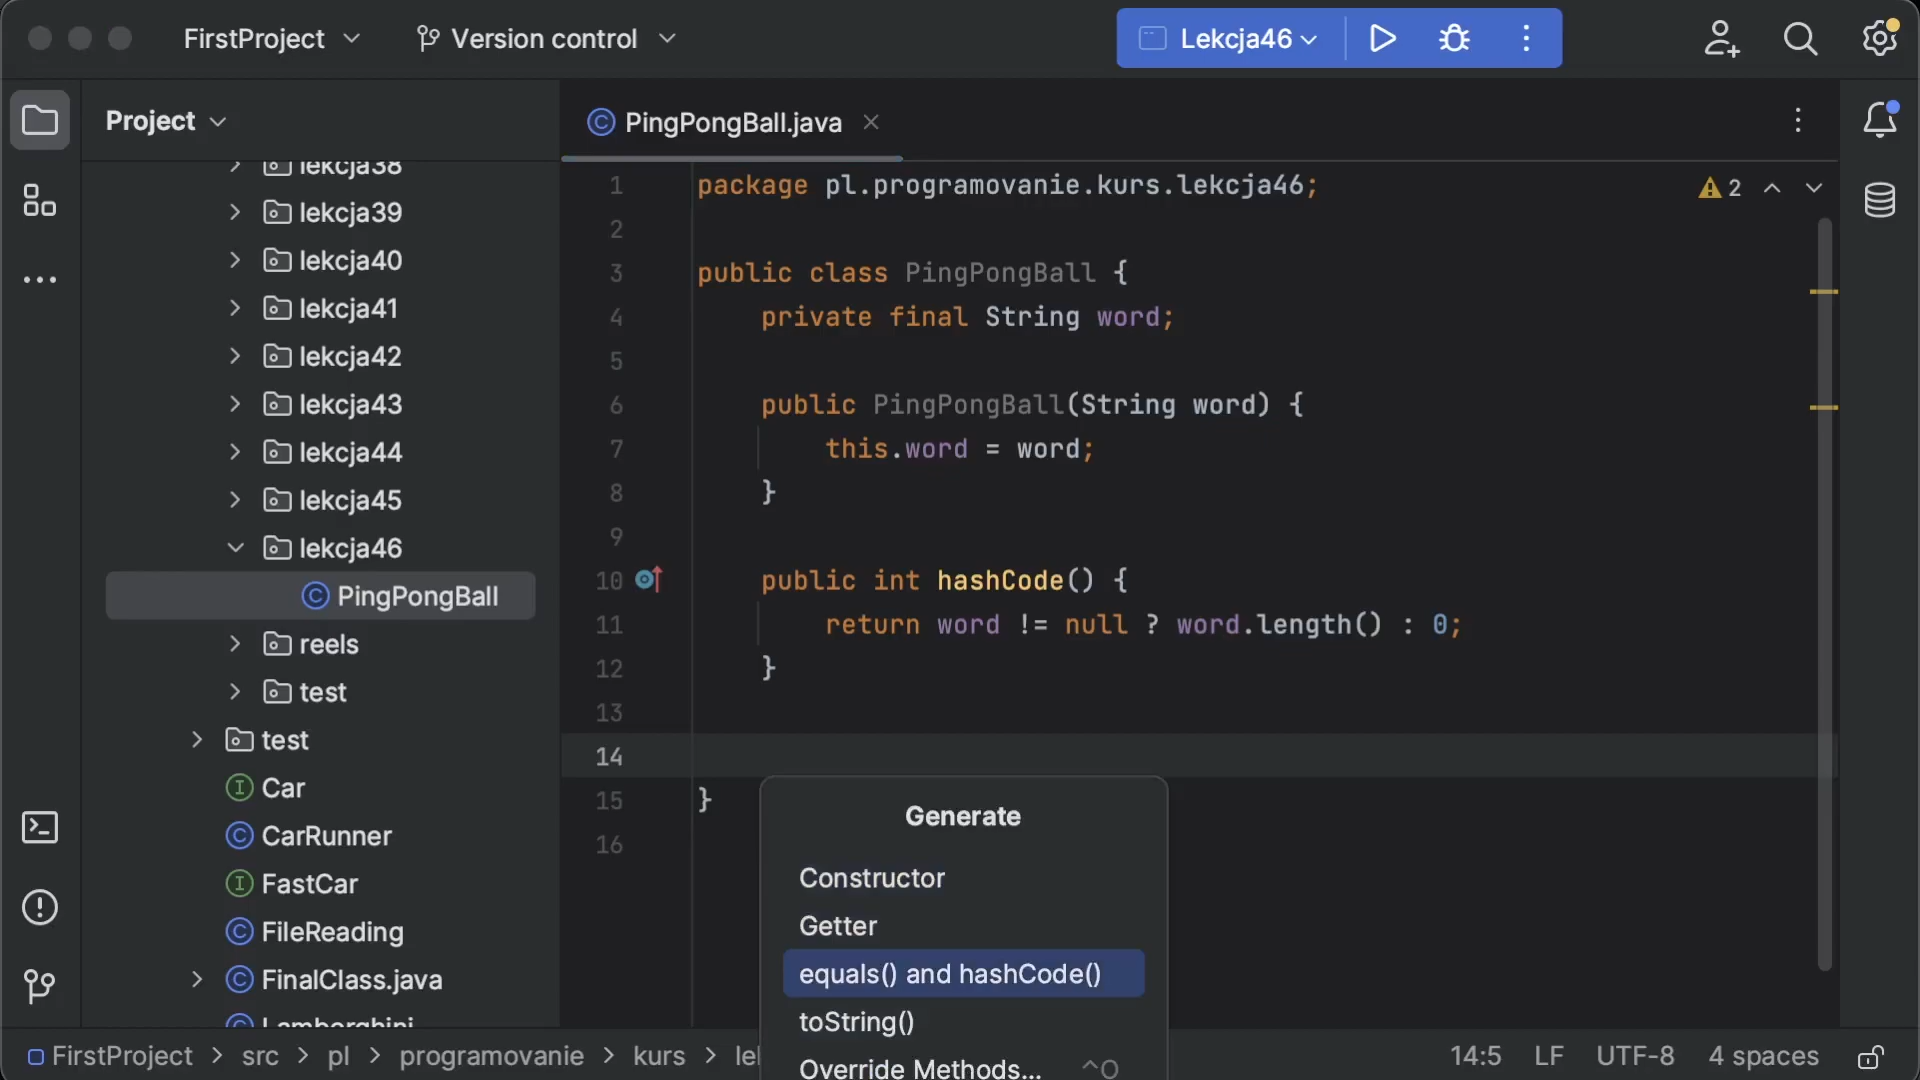 FirstProject
Version control
Lekcja46
Project
PingPongBall.java
lekcja38
lekcja39
lekcja40
lekcja41
lekcja42
lekcja43
lekcja44
lekcja45
lekcja46
PingPongBall
reels
test
test
Car
CarRunner
FastCar
FileReading
FinalClass.java
Lamborghini
1 package pl.programovanie.kurs.lekcja46;
2
3 public class PingPongBall {
4 private final String word;
5
6 public PingPongBall(String word) {
7 this.word = word;
8 }
9
10 public int hashCode() {
11 return word != null ? word.length() : 0;
12 }
13
14
15 }
16
2
Generate
Constructor
Getter
equals() and hashCode()
toString()
Override Methods... ^O
FirstProject > src > pl > programovanie > kurs > le
14:5 LF UTF-8 4 spaces